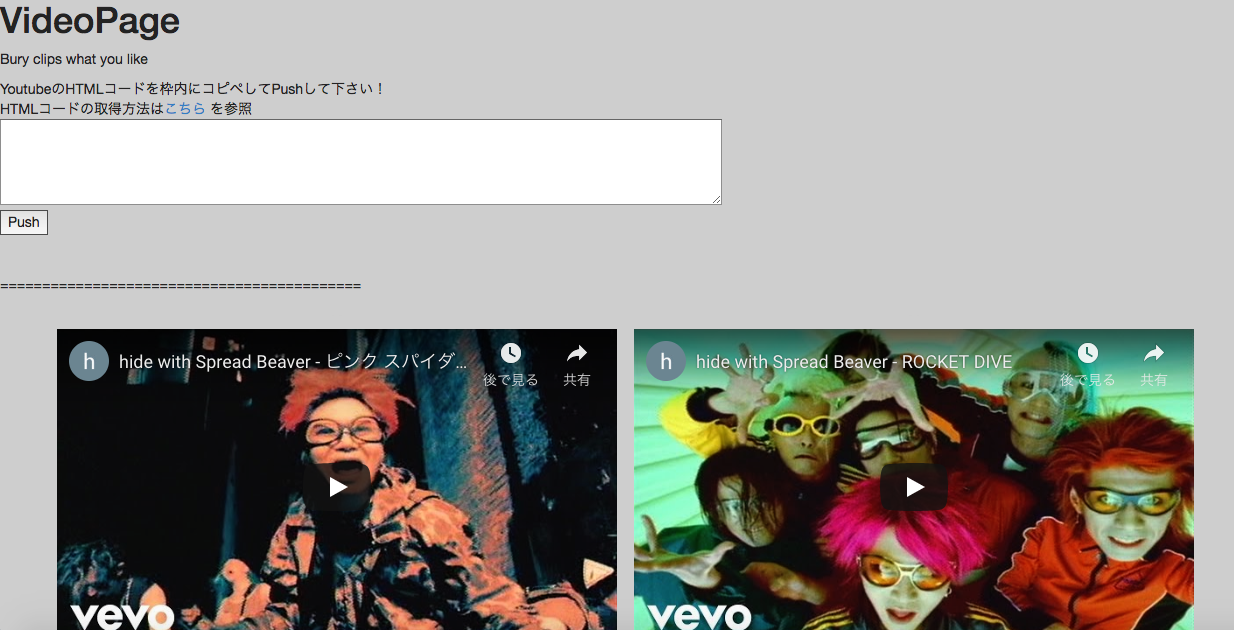 VideoPage
Bury clips what you like
YoutubeのHTMLコードを枠内にコピペしてPushして下さい！
HTMLコードの取得方法はこちら を参照
Push
===========================================
h hide with Spread Beaver - ピンク スパイダ... 後で見る 共有
vevo
h hide with Spread Beaver - ROCKET DIVE 後で見る 共有
vevo